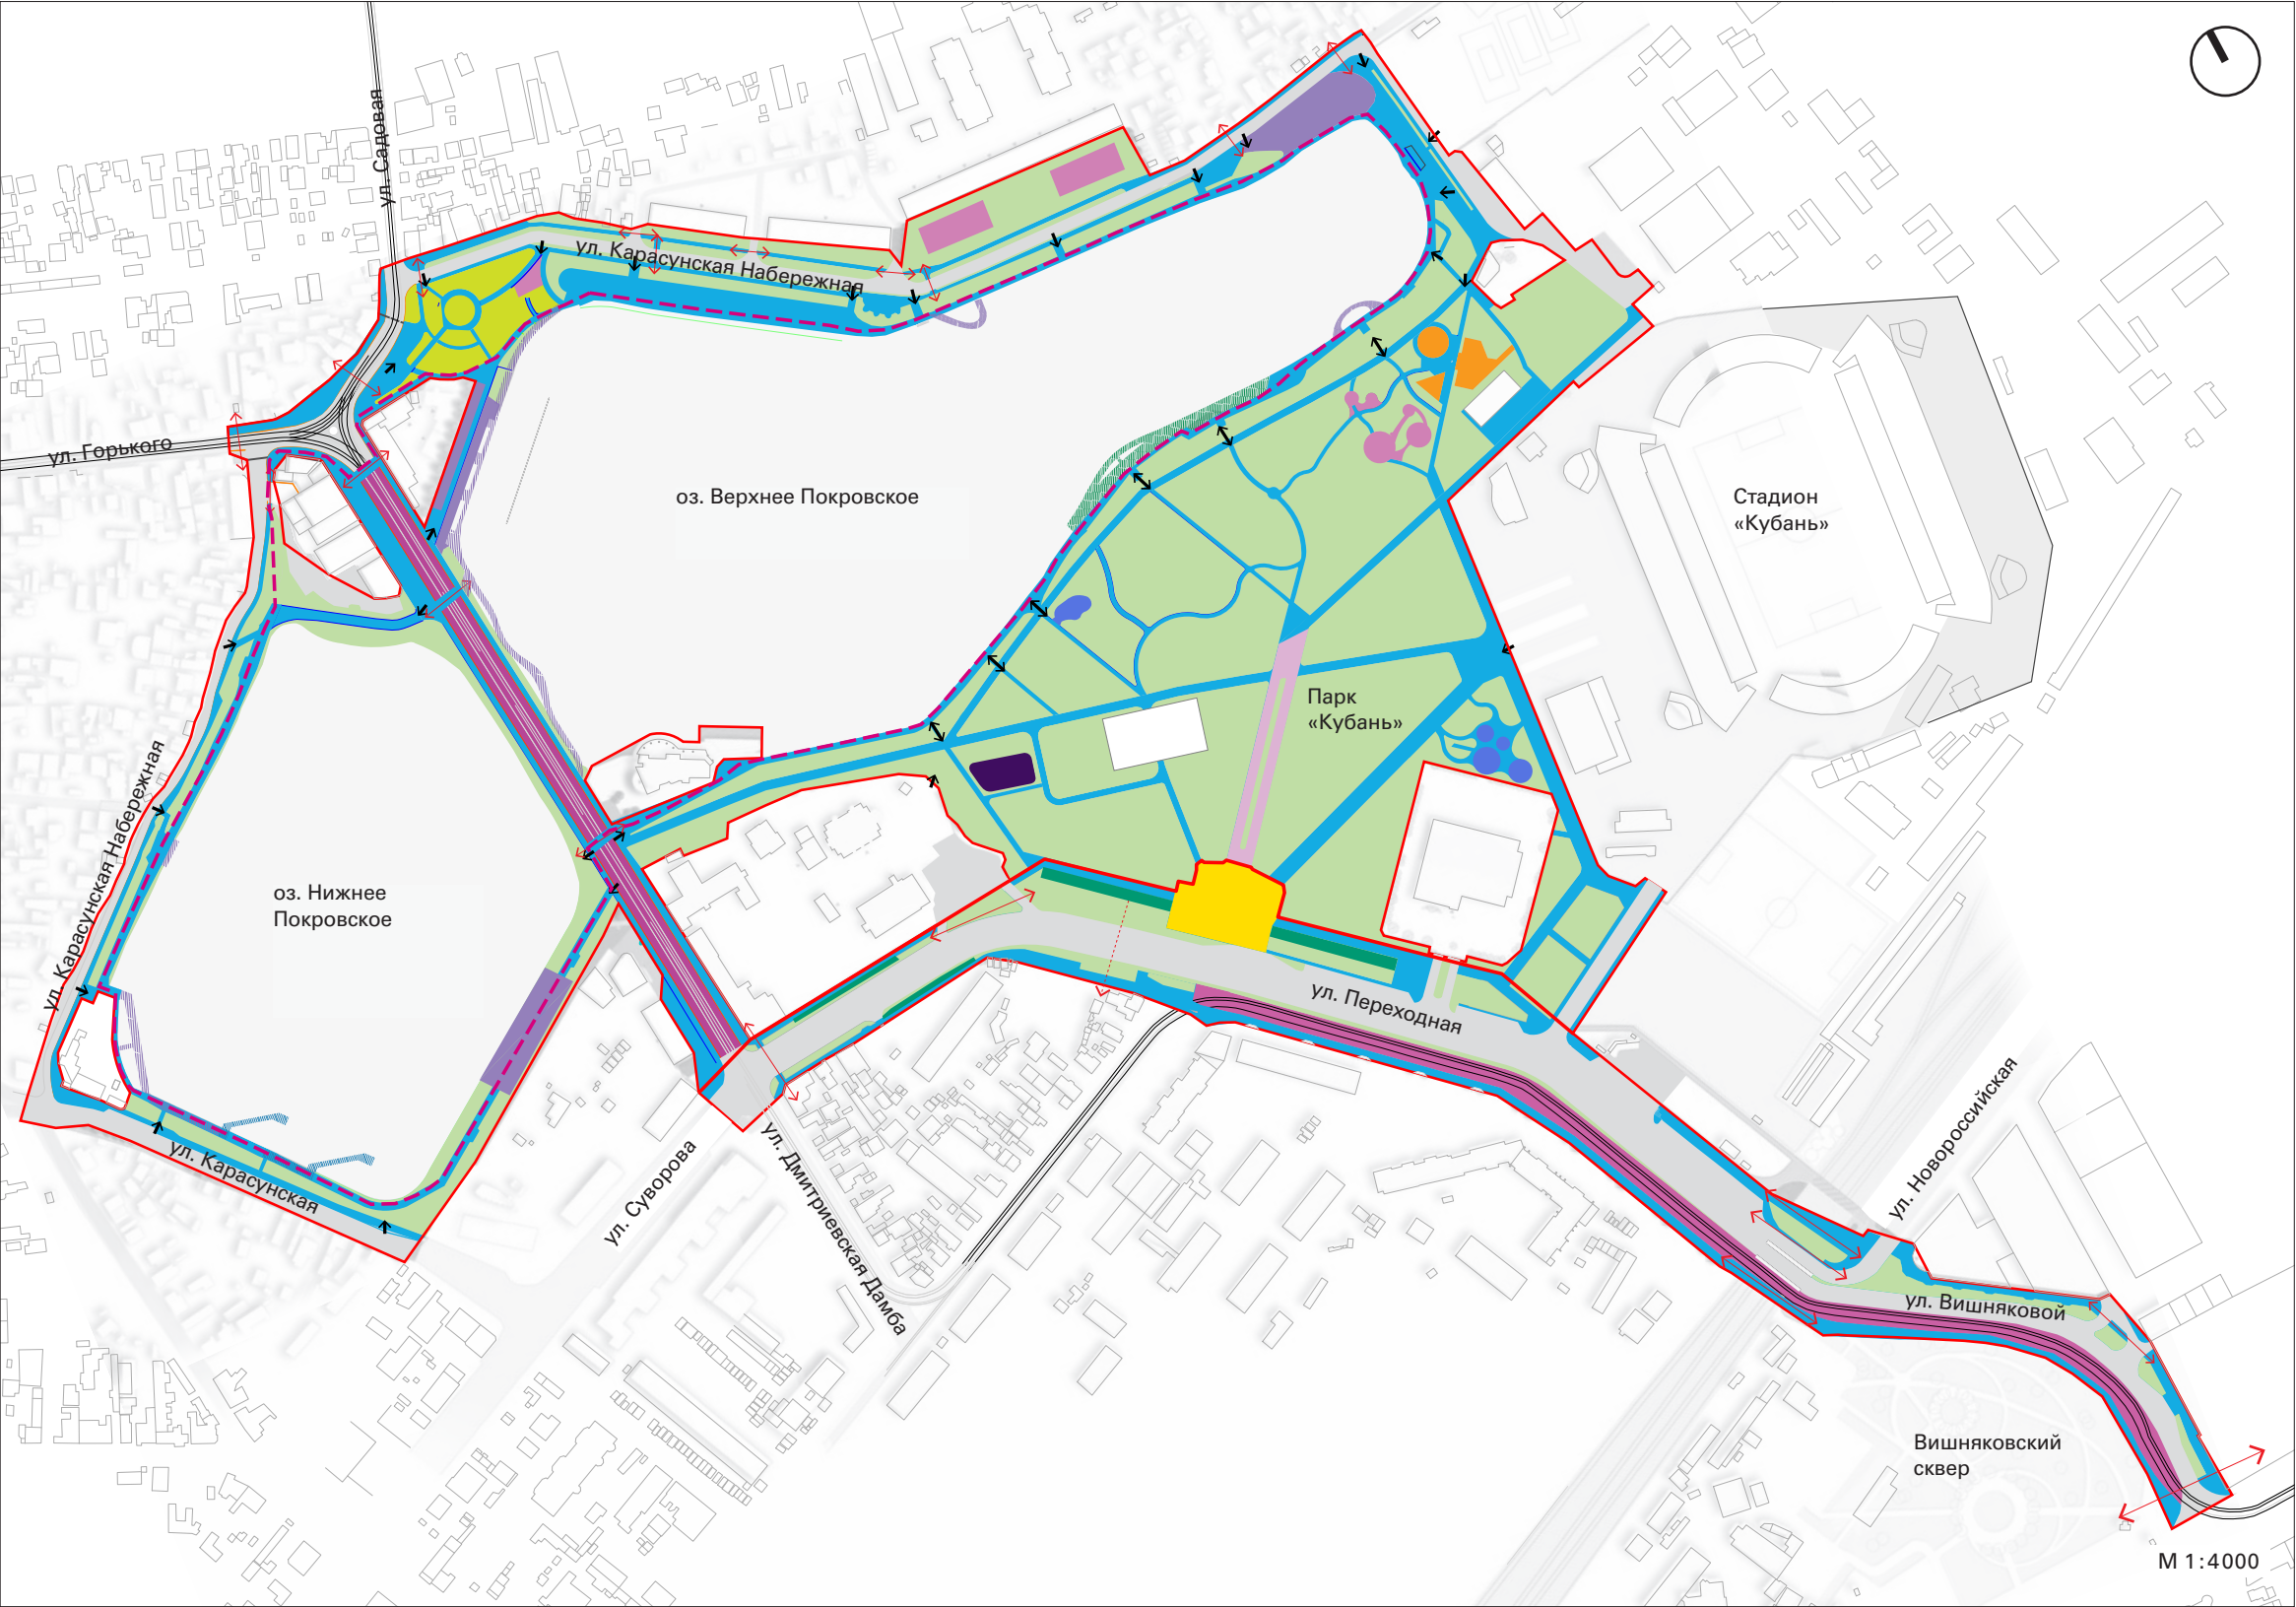 ул. Садовая
ул. Карасунская Набережная
ул. Горького
оз. Верхнее Покровское
Стадион
«Кубань»
Парк
«Кубань»
ул. Карасунская Набережная
оз. Нижнее
Покровское
ул. Переходная
ул. Карасунская
ул. Суворова
ул. Дмитриевская Дамба
ул. Новороссийская
ул. Вишняковой
Вишняковский
сквер
М 1:4000